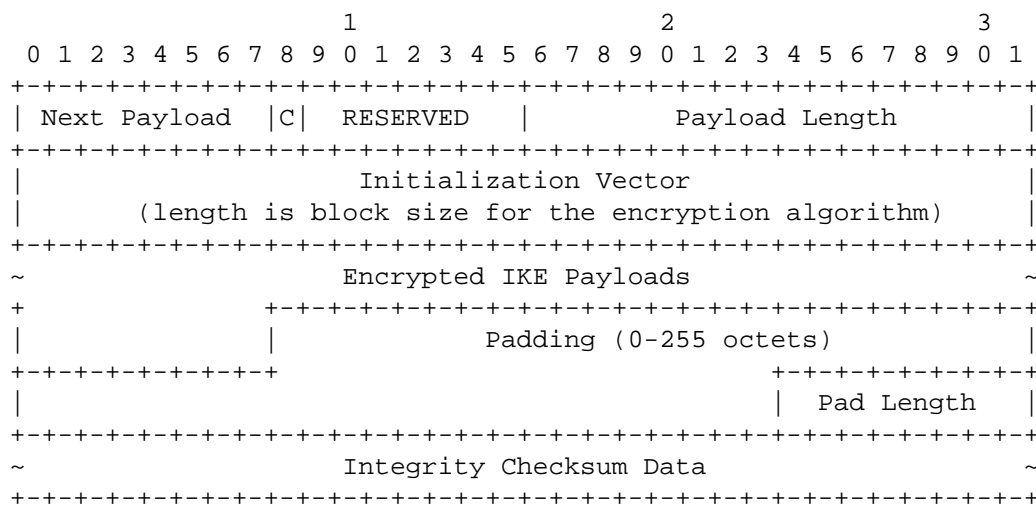 1                   2                   3
 0 1 2 3 4 5 6 7 8 9 0 1 2 3 4 5 6 7 8 9 0 1 2 3 4 5 6 7 8 9 0 1
+-+-+-+-+-+-+-+-+-+-+-+-+-+-+-+-+-+-+-+-+-+-+-+-+-+-+-+-+-+-+-+-+
| Next Payload  |C|  RESERVED   |         Payload Length        |
+-+-+-+-+-+-+-+-+-+-+-+-+-+-+-+-+-+-+-+-+-+-+-+-+-+-+-+-+-+-+-+-+
|                     Initialization Vector                     |
|       (length is block size for the encryption algorithm)     |
+-+-+-+-+-+-+-+-+-+-+-+-+-+-+-+-+-+-+-+-+-+-+-+-+-+-+-+-+-+-+-+-+
~                    Encrypted IKE Payloads                     ~
+               +-+-+-+-+-+-+-+-+-+-+-+-+-+-+-+-+-+-+-+-+-+-+-+-+
|               |             Padding (0-255 octets)            |
+-+-+-+-+-+-+-+-+                               +-+-+-+-+-+-+-+-+
|                                               |  Pad Length   |
+-+-+-+-+-+-+-+-+-+-+-+-+-+-+-+-+-+-+-+-+-+-+-+-+-+-+-+-+-+-+-+-+
~                    Integrity Checksum Data                    ~
+-+-+-+-+-+-+-+-+-+-+-+-+-+-+-+-+-+-+-+-+-+-+-+-+-+-+-+-+-+-+-+-+